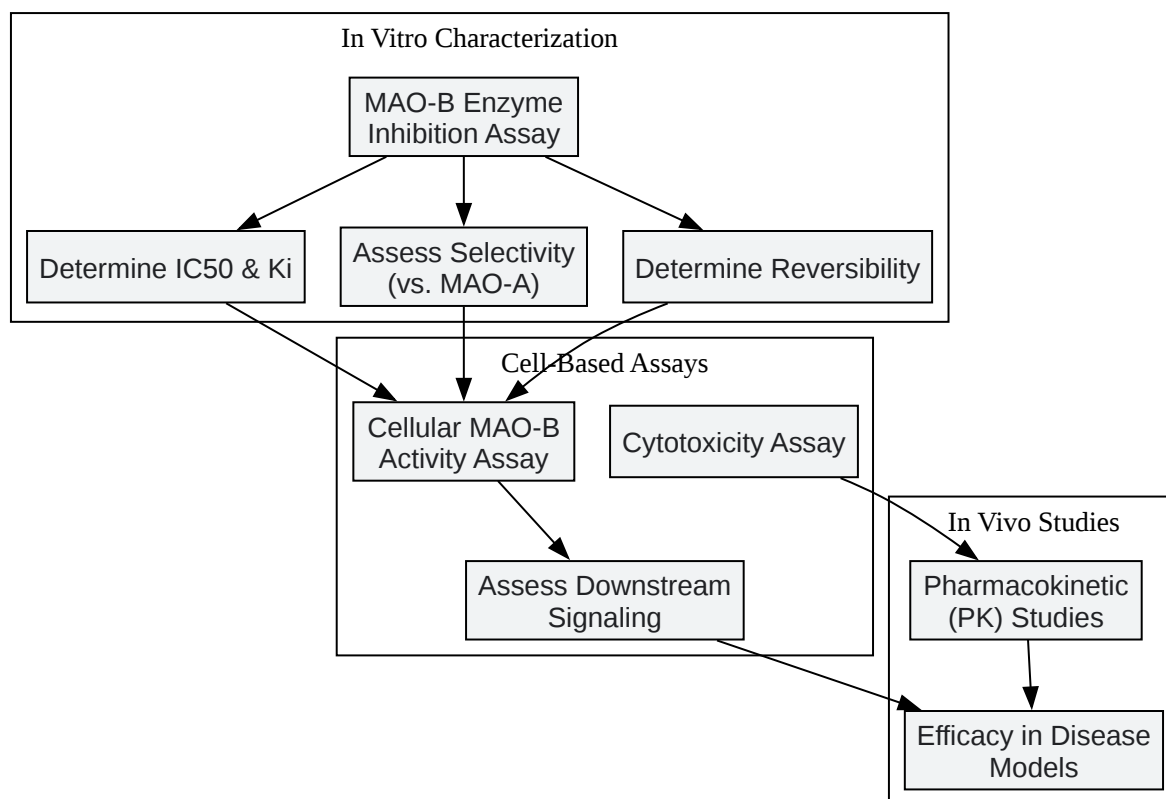 In Vitro Characterization
MAO-B Enzyme
Inhibition Assay
Determine IC50 & Ki
Assess Selectivity
(vs. MAO-A)
Determine Reversibility
Cell-Based Assays
Cellular MAO-B
Activity Assay
Cytotoxicity Assay
Assess Downstream
Signaling
In Vivo Studies
Pharmacokinetic
(PK) Studies
Efficacy in Disease
Models